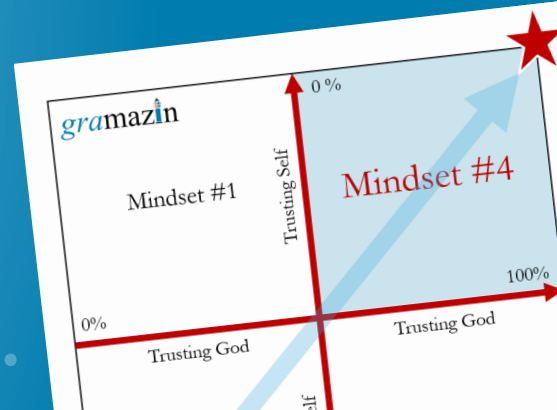 gramazin
0 %
Mindset #1
Trusting Self
Mindset #4
0%
100%
Trusting God
Trusting God